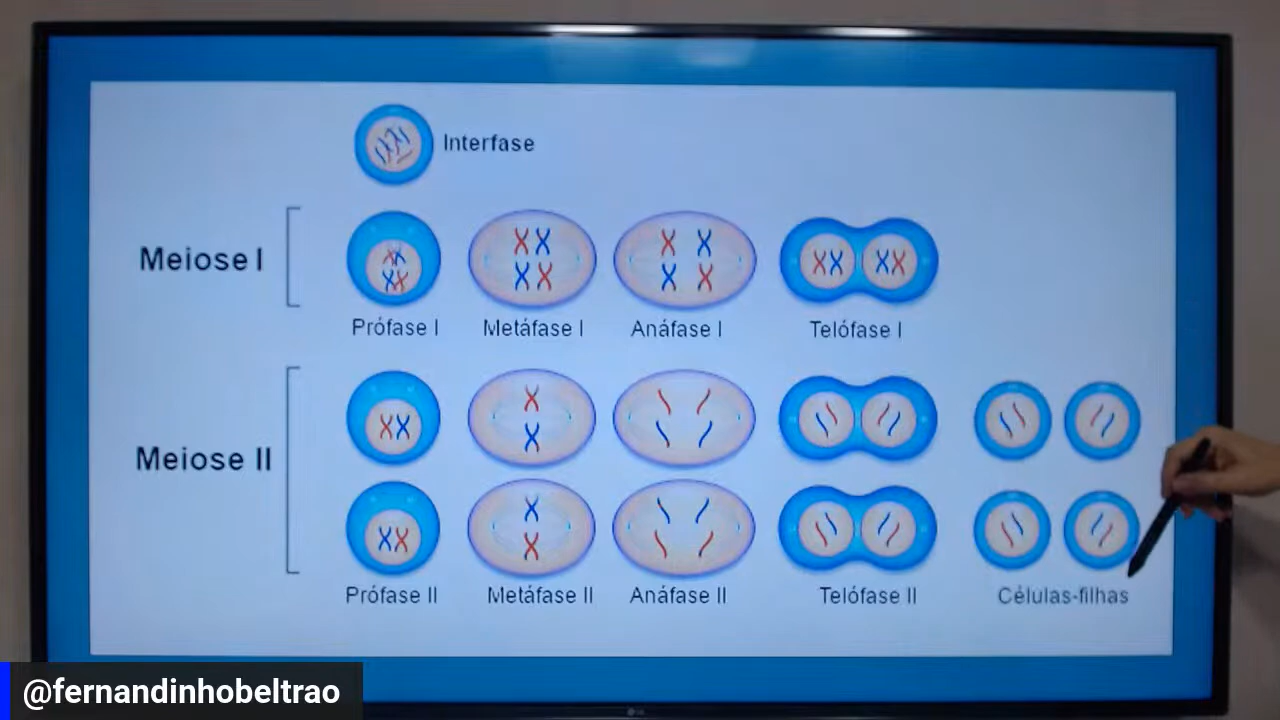 Interfase
Meiose I
Prófase I
Metáfase I
Anáfase I
Telófase I
Meiose II
Prófase II
Metáfase II
Anáfase II
Telófase II
Células-filhas
@fernandinhobeltrao